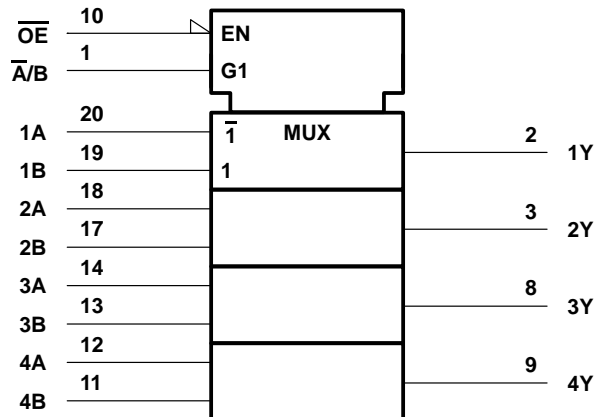 OE 10 EN
A/B 1 G1
1A 20 1 MUX 2 1Y
1B 19 1
2A 18 3 2Y
2B 17
3A 14 8 3Y
3B 13
4A 12 9 4Y
4B 11